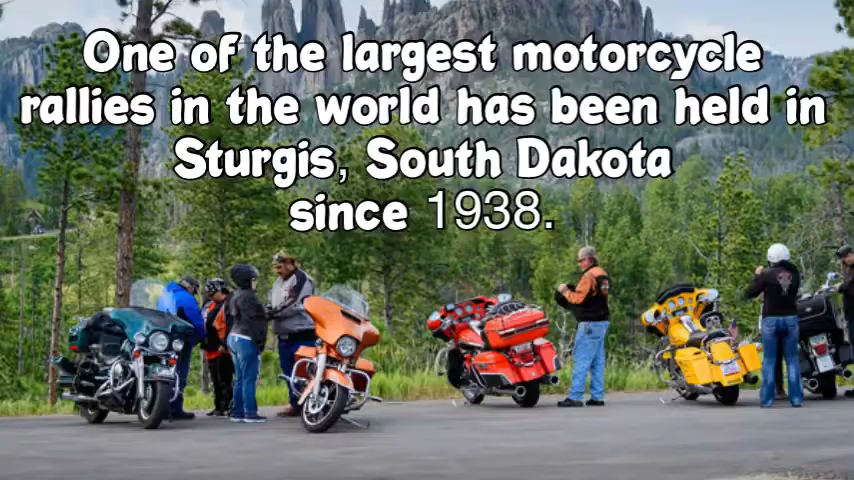 One of the largest motorcycle
rallies in the world has been held in
Sturgis, South Dakota
since 1938.